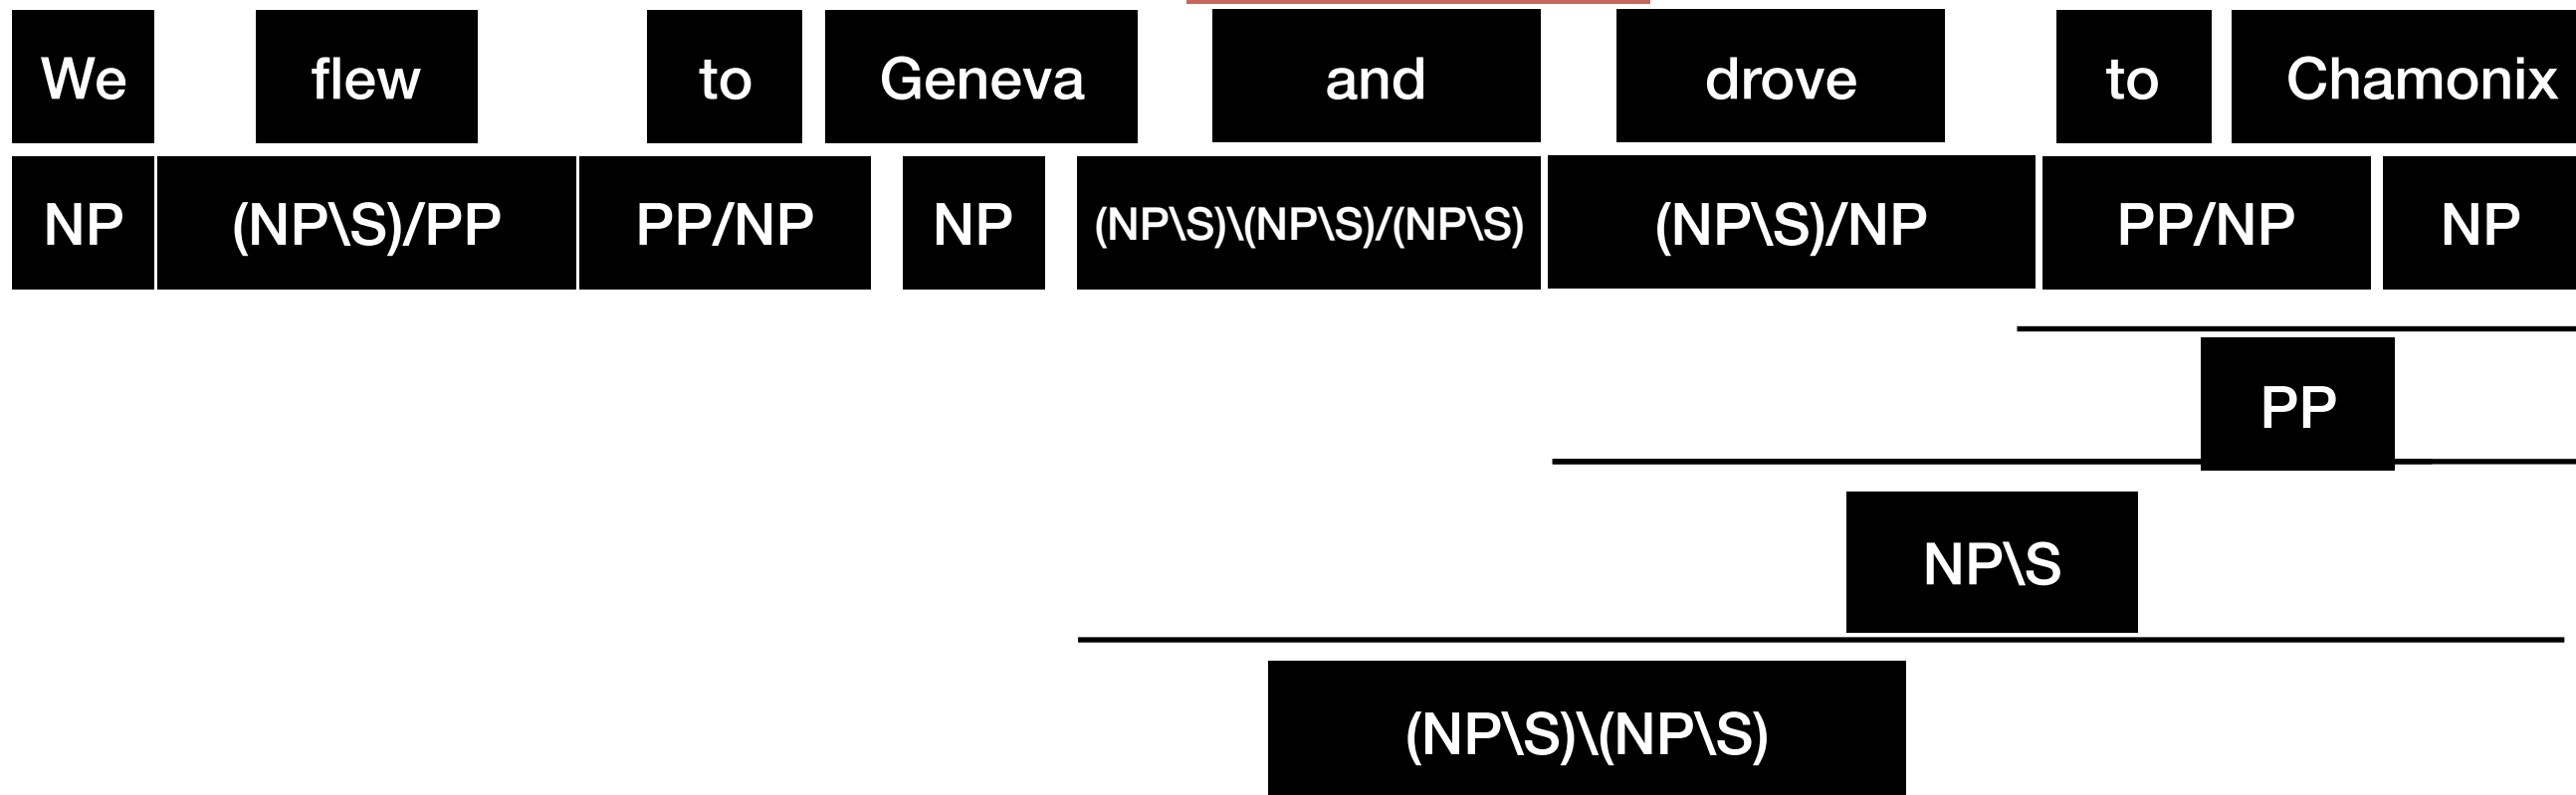 We flew to Geneva and drove to Chamonix
NP (NP\S)/PP PP/NP NP (NP\S)\(NP\S)/(NP\S) (NP\S)/NP PP/NP NP
PP
NP\S
(NP\S)\(NP\S)